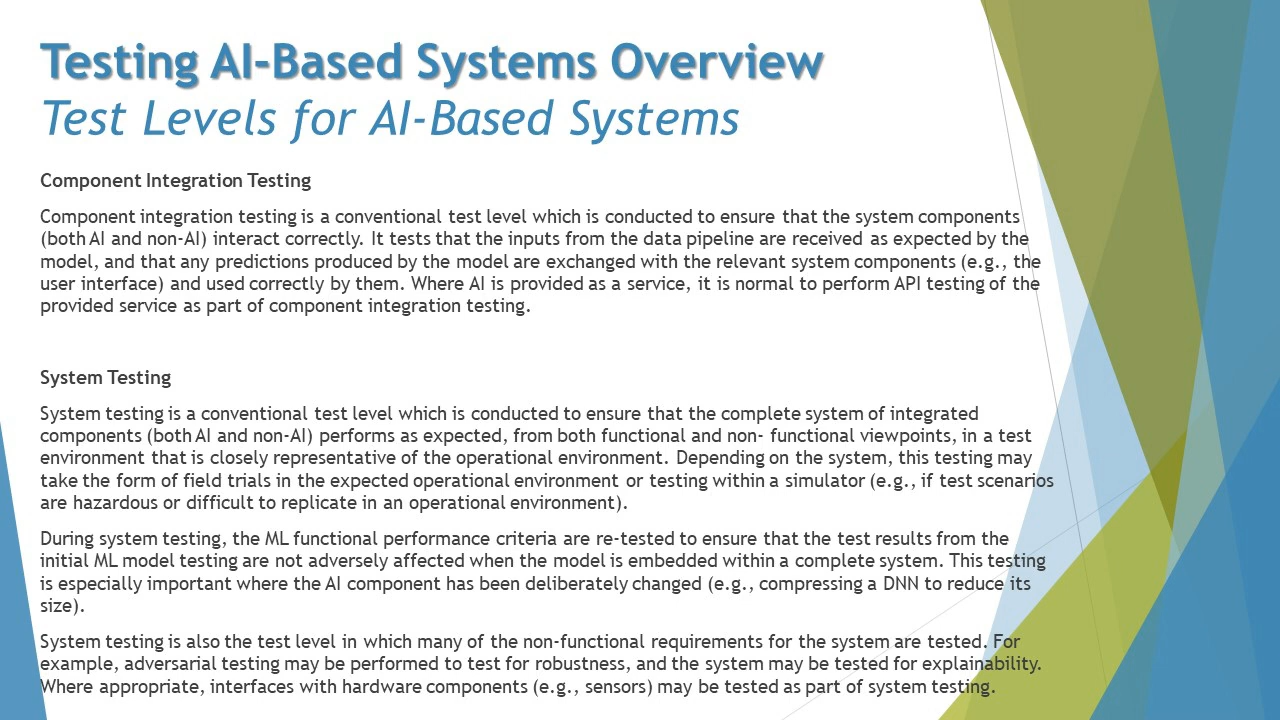 Testing AI-Based Systems Overview
Test Levels for AI-Based Systems
Component Integration Testing
Component integration testing is a conventional test level which is conducted to ensure that the system components
(both AI and non-AI) interact correctly. It tests that the inputs from the data pipeline are received as expected by the
model, and that any predictions produced by the model are exchanged with the relevant system components (e.g., the
user interface) and used correctly by them. Where AI is provided as a service, it is normal to perform API testing of the
provided service as part of component integration testing.
System Testing
System testing is a conventional test level which is conducted to ensure that the complete system of integrated
components (both AI and non-AI) performs as expected, from both functional and non- functional viewpoints, in a test
environment that is closely representative of the operational environment. Depending on the system, this testing may
take the form of field trials in the expected operational environment or testing within a simulator (e.g., if test scenarios
are hazardous or difficult to replicate in an operational environment).
During system testing, the ML functional performance criteria are re-tested to ensure that the test results from the
initial ML model testing are not adversely affected when the model is embedded within a complete system. This testing
is especially important where the AI component has been deliberately changed (e.g., compressing a DNN to reduce its
size).
System testing is also the test level in which many of the non-functional requirements for the system are tested. For
example, adversarial testing may be performed to test for robustness, and the system may be tested for explainability.
Where appropriate, interfaces with hardware components (e.g., sensors) may be tested as part of system testing.